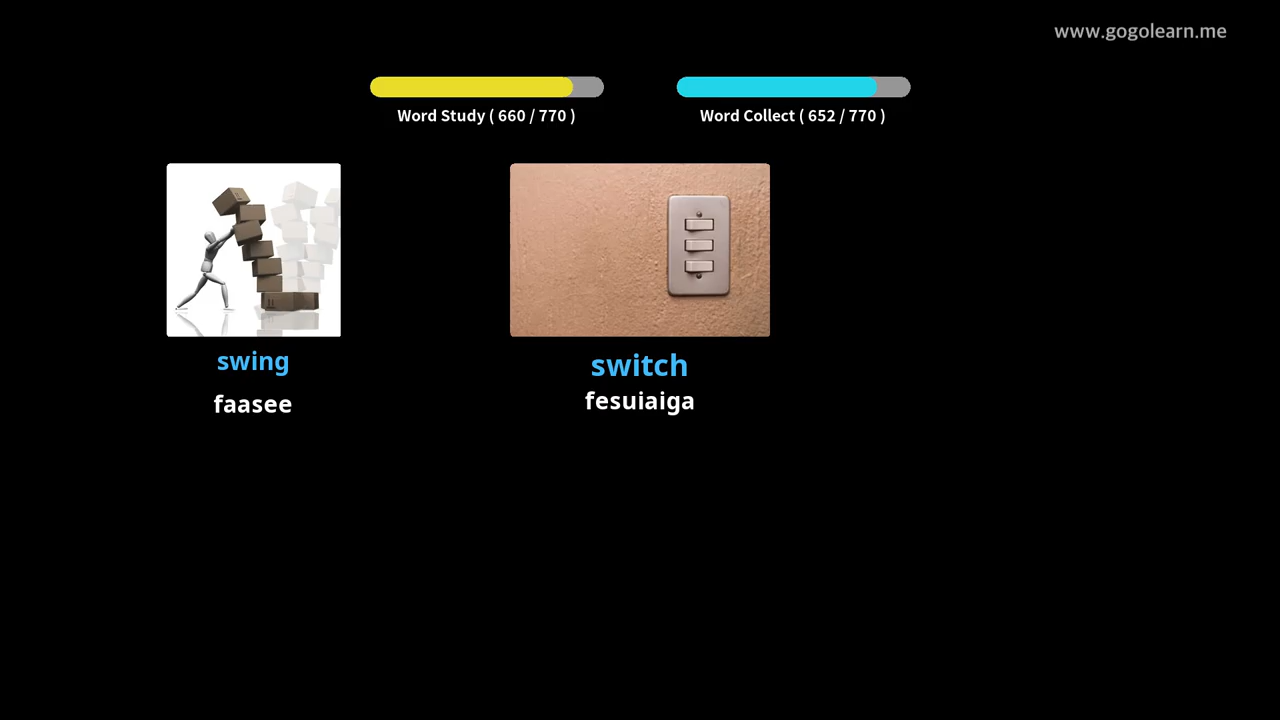 www.gogolearn.me
Word Study ( 660 / 770 )
Word Collect ( 652 / 770 )
swing
faasee
switch
fesuiaiga